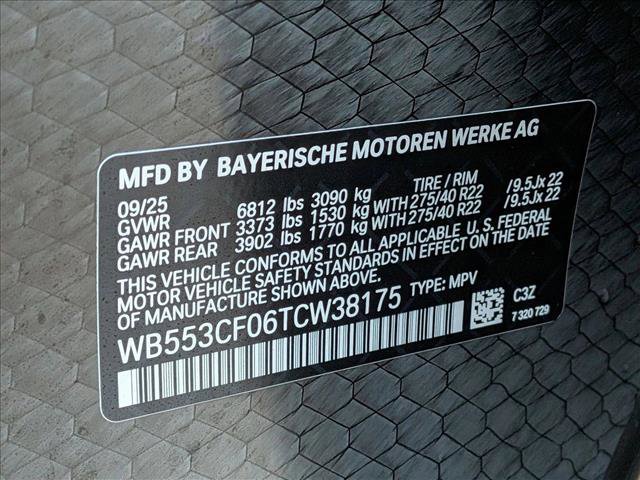 MFD BY BAYERISCHE MOTOREN WERKE AG
09/25 TIRE / RIM
GVWR 6812 lbs 3090 kg
GAWR FRONT 3373 lbs 1530 kg WITH 275/40 R22 /9.5Jx 22
GAWR REAR 3902 lbs 1770 kg WITH 275/40 R22 /9.5Jx 22
THIS VEHICLE CONFORMS TO ALL APPLICABLE U. S. FEDERAL
MOTOR VEHICLE SAFETY STANDARDS IN EFFECT ON THE DATE
OF MANUFACTURE SHOWN ABOVE.
WB553CF06TCW38175 TYPE: MPV C3Z
7 320 729